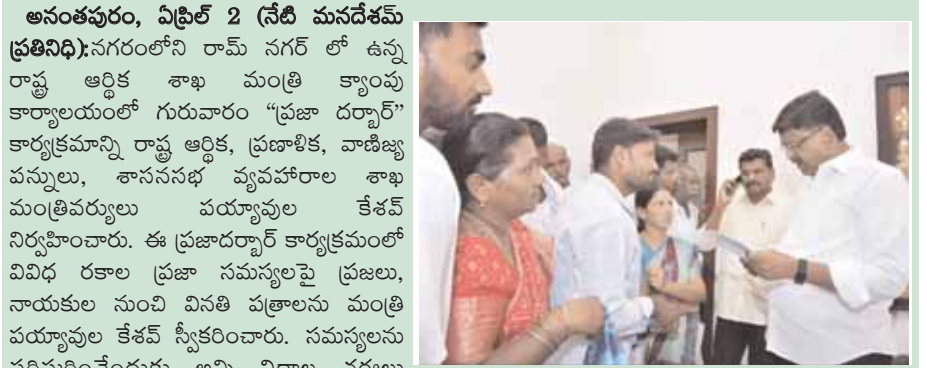 అనంతపురం, ఏప్రిల్ 2 (నేటి మనదేశమ్
ప్రతినిధి):నగరంలోని రామ్ నగర్ లో ఉన్న
రాష్ట్ర ఆర్థిక శాఖ మంత్రి క్యాంపు
కార్యాలయంలో గురువారం “ప్రజా దర్బార్”
కార్యక్రమాన్ని రాష్ట్ర ఆర్థిక, ప్రణాళిక, వాణిజ్య
పన్నులు, శాసనసభ వ్యవహారాల శాఖ
మంత్రివర్యులు పయ్యావుల కేశవ్
నిర్వహించారు. ఈ ప్రజాదర్బార్ కార్యక్రమంలో
వివిధ రకాల ప్రజా సమస్యలపై ప్రజలు,
నాయకుల నుంచి వినతి పత్రాలను మంత్రి
పయ్యావుల కేశవ్ స్వీకరించారు. సమస్యలను